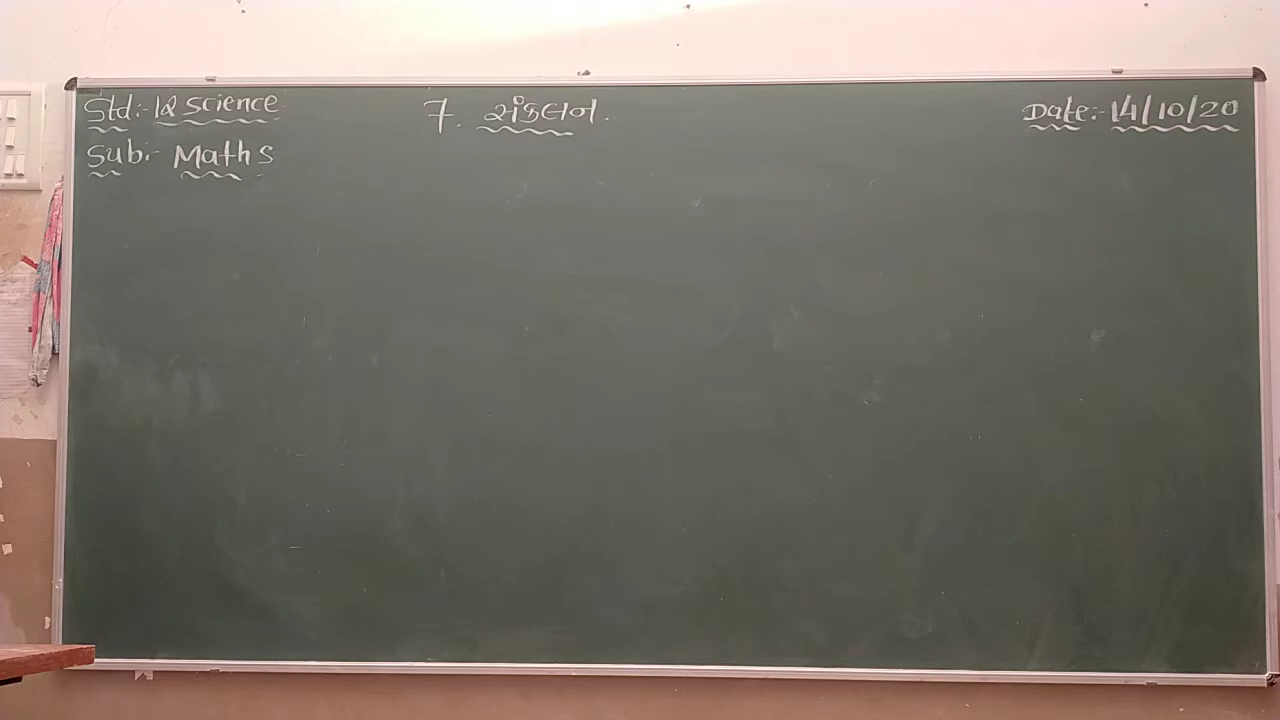 Std:- 12 Science
7. સંકલન.
Date:- 14/10/20
Sub:- Maths